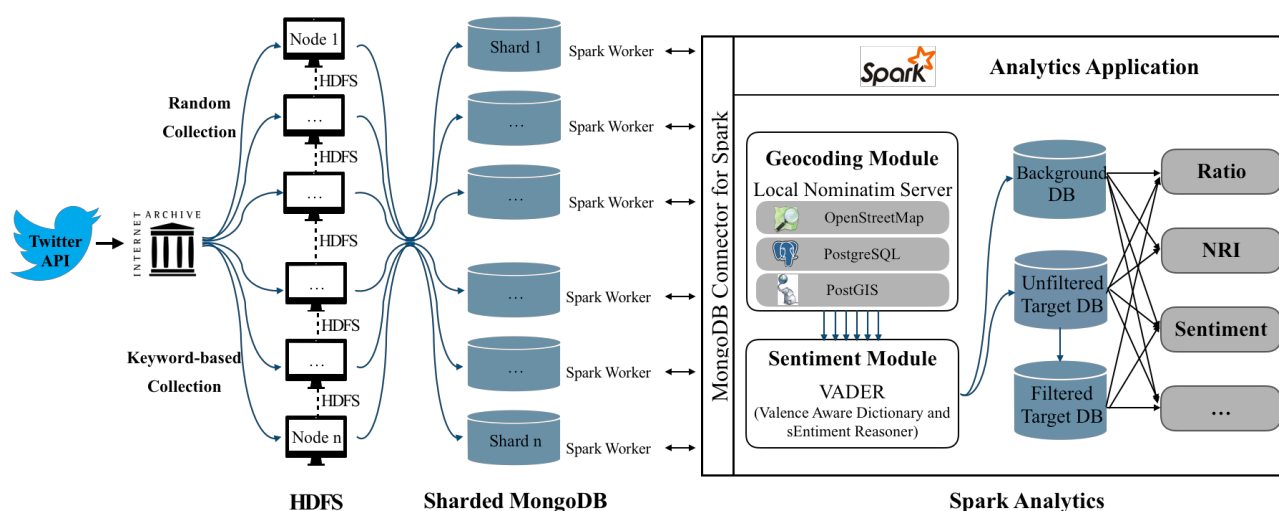 Twitter
API
INTERNET
ARCHIVE
Random
Collection
Keyword-based
Collection
Node 1
HDFS
...
HDFS
...
HDFS
...
HDFS
...
HDFS
Node n
HDFS
Shard 1
...
...
...
...
Shard n
Sharded MongoDB
Spark Worker
Spark Worker
Spark Worker
Spark Worker
Spark Worker
Spark Worker
MongoDB Connector for Spark
Spark
Analytics Application
Geocoding Module
Local Nominatim Server
OpenStreetMap
PostgreSQL
PostGIS
Sentiment Module
VADER
(Valence Aware Dictionary and
sEntiment Reasoner)
Background
DB
Unfiltered
Target DB
Filtered
Target DB
Ratio
NRI
Sentiment
...
Spark Analytics